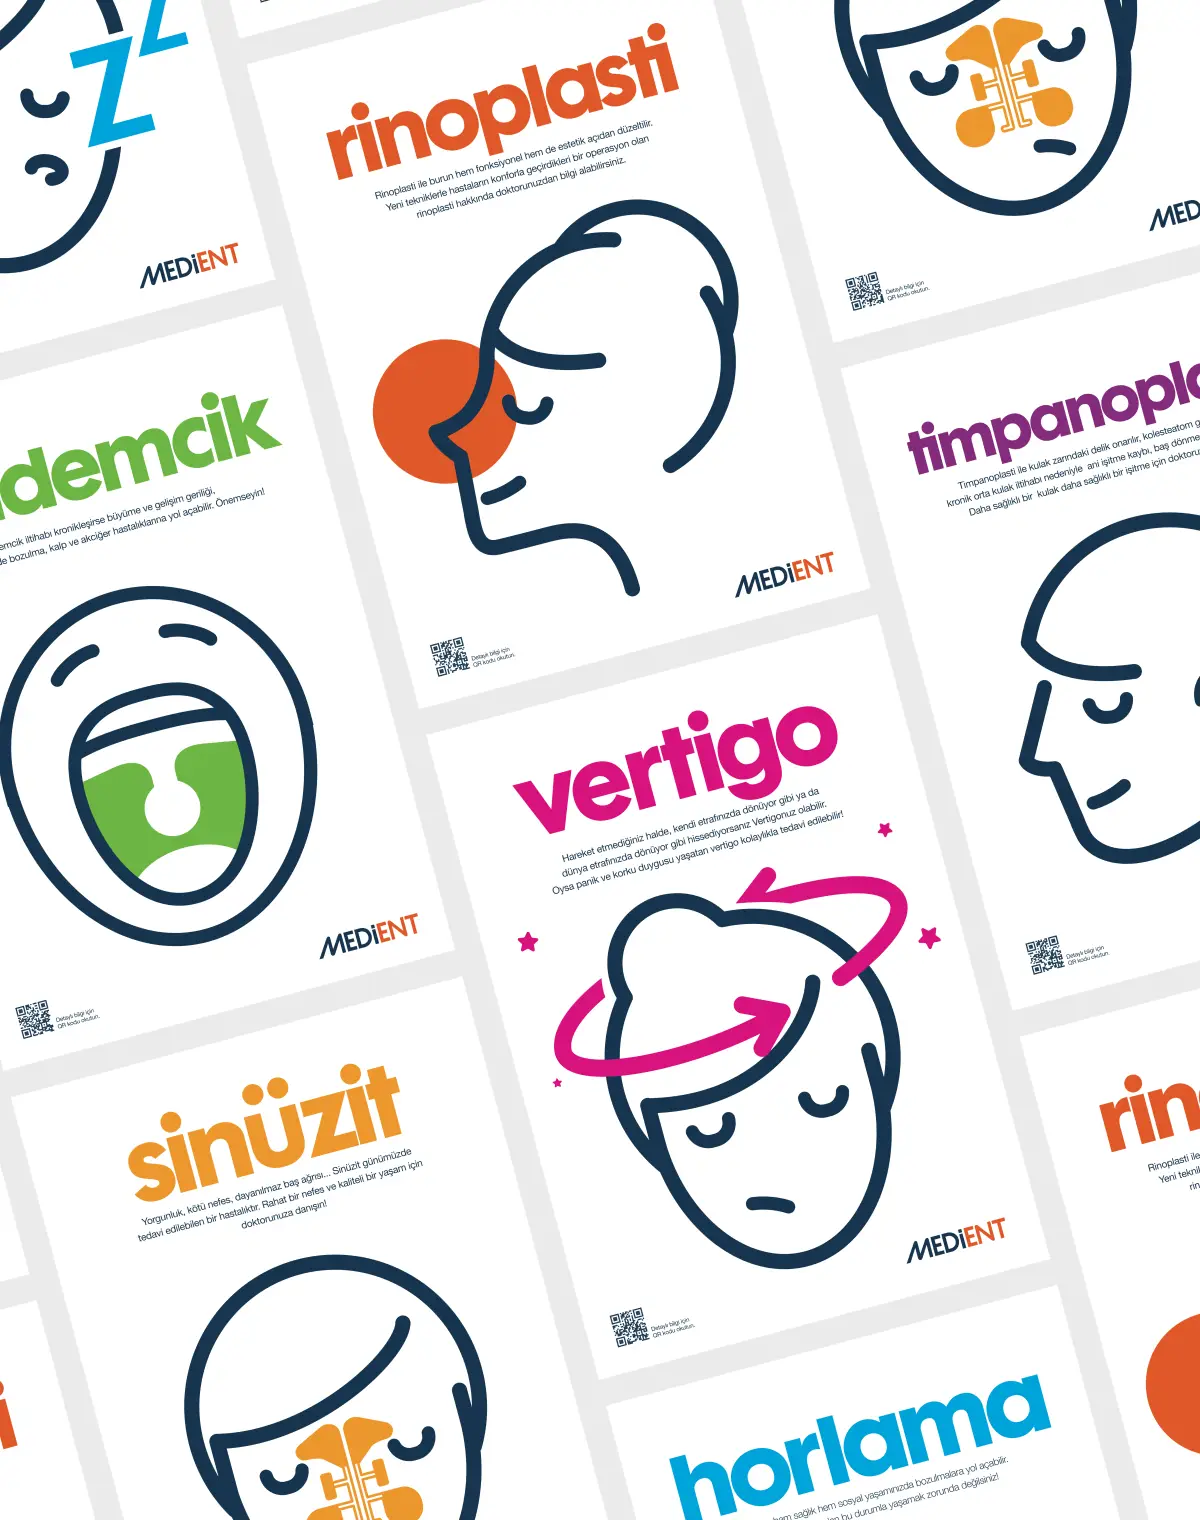 zz
MEDiENT
rinoplasti
Rinoplasti ile burun hem fonksiyonel hem de estetik açıdan düzeltilir.
Yeni tekniklerle hastaların konforla geçirdikleri bir operasyon olan
rinoplasti hakkında doktorunuzdan bilgi alabilirsiniz.
MEDiENT
Detaylı bilgi için
QR kodu okutun.
MED
Detaylı bilgi için
QR kodu okutun.
demcik
emcik iltihabı kronikleşirse büyüme ve gelişim geriliği,
de bozulma, kalp ve akciğer hastalıklarına yol açabilir. Önemseyin!
MEDiENT
Detaylı bilgi için
QR kodu okutun.
timpanopla
Timpanoplasti ile kulak zarındaki delik onarılır, kolesteatom g
kronik orta kulak iltihabı nedeniyle ani işitme kaybı, baş dönme
Daha sağlıklı bir kulak daha sağlıklı bir işitme için doktoru
Detaylı bilgi için
QR kodu okutun.
vertigo
Hareket etmediğiniz halde, kendi etrafınızda dönüyor gibi ya da
dünya etrafınızda dönüyor gibi hissediyorsanız Vertigonuz olabilir.
Oysa panik ve korku duygusu yaşatan vertigo kolaylıkla tedavi edilebilir!
MEDiENT
Detaylı bilgi için
QR kodu okutun.
sinüzit
Yorgunluk, kötü nefes, dayanılmaz baş ağrısı... Sinüzit günümüzde
tedavi edilebilen bir hastalıktır. Rahat bir nefes ve kaliteli bir yaşam için
doktorunuza danışın!
rin
Rinoplasti ile
Yeni teknik
rin
i
horlama
hem sağlık hem sosyal yaşamınızda bozulmalara yol açabilir.
bu durumla yaşamak zorunda değilsiniz!